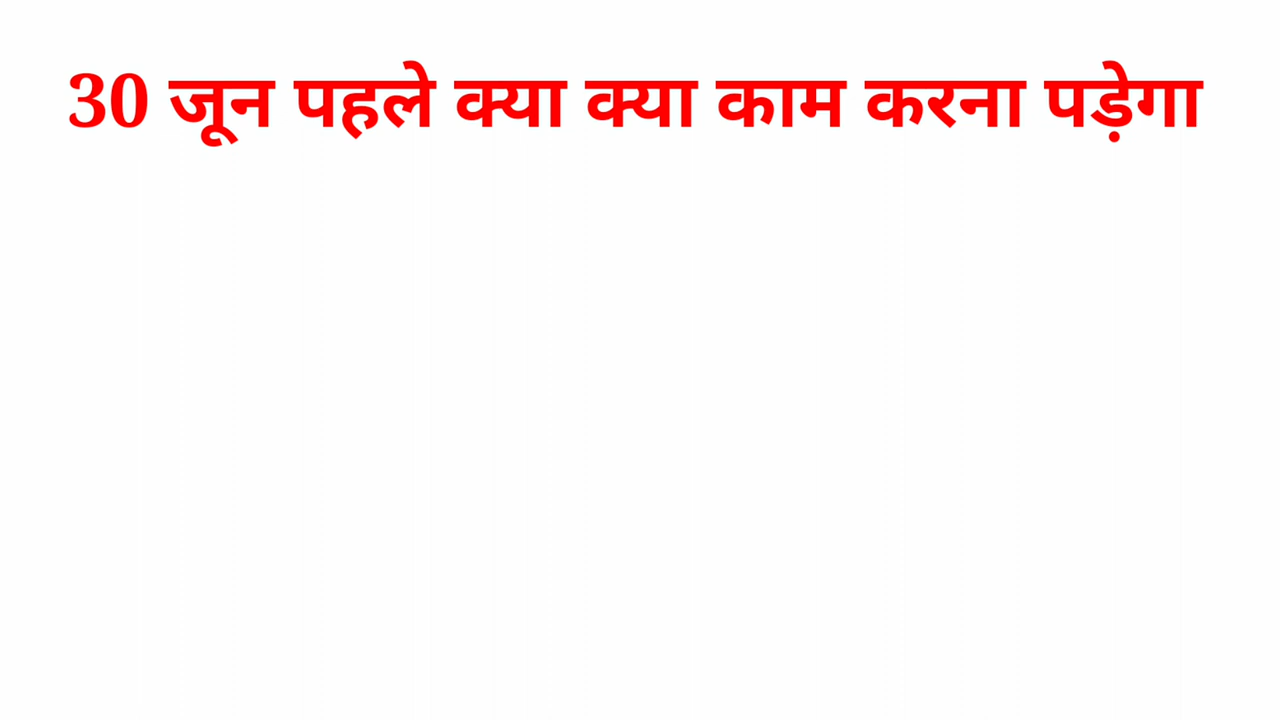 30 जून पहले क्या क्या काम करना पड़ेगा